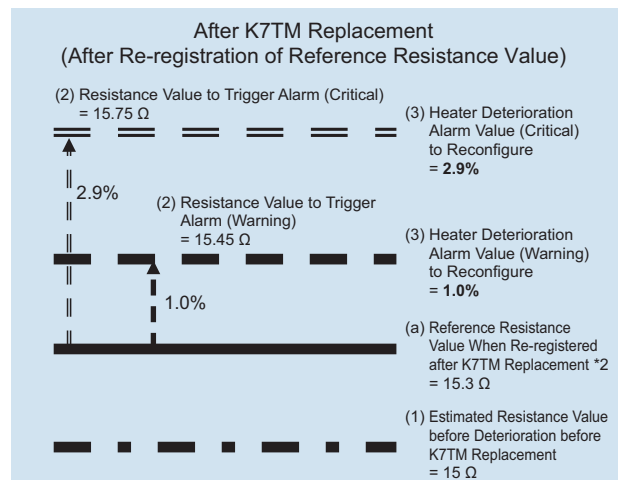 After K7TM Replacement
(After Re-registration of Reference Resistance Value)
(2) Resistance Value to Trigger Alarm (Critical)
= 15.75 Ω
(3) Heater Deterioration
Alarm Value (Critical)
to Reconfigure
= 2.9%
2.9%
(2) Resistance Value to Trigger
Alarm (Warning)
= 15.45 Ω
(3) Heater Deterioration
Alarm Value (Warning)
to Reconfigure
= 1.0%
1.0%
(a) Reference Resistance
Value When Re-registered
after K7TM Replacement *2
= 15.3 Ω
(1) Estimated Resistance Value
before Deterioration before
K7TM Replacement
= 15 Ω